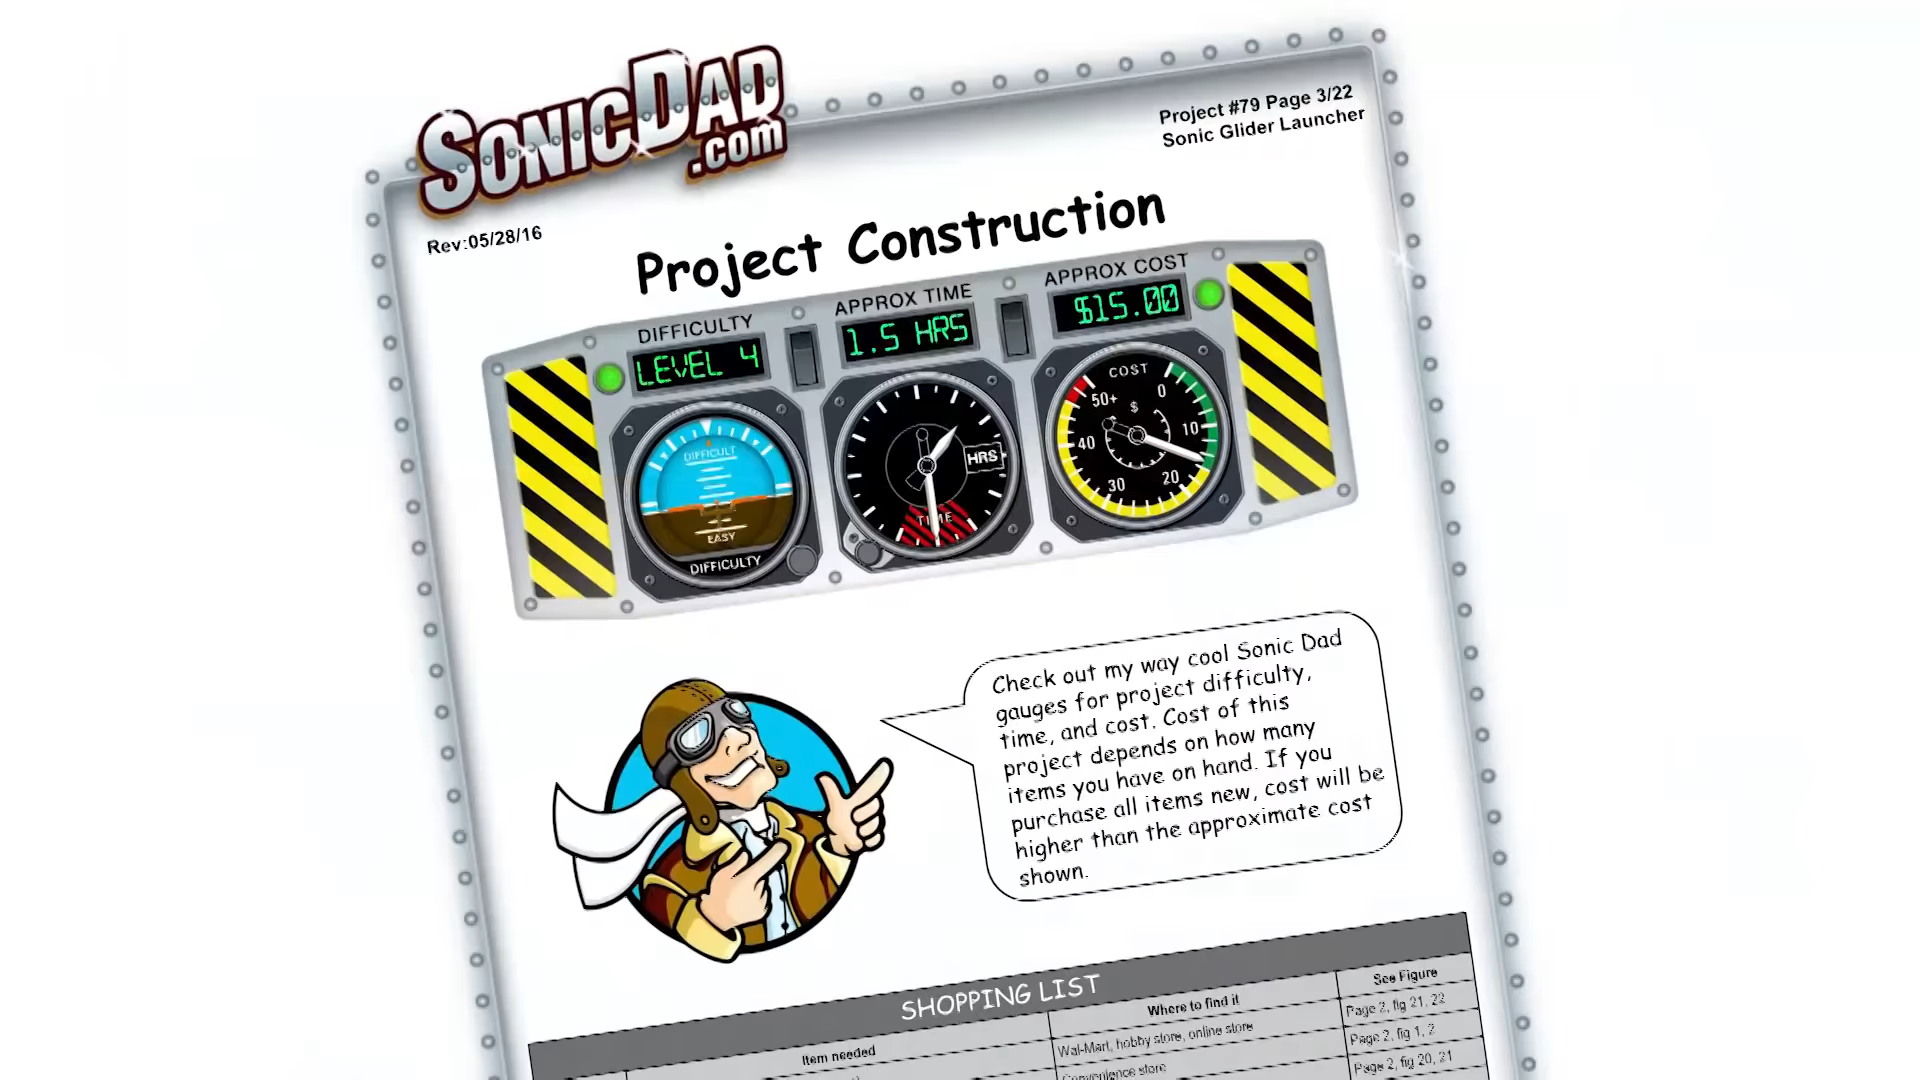 SONICDAD
.com
Project #79 Page 3/22
Sonic Glider Launcher
Rev:05/28/16
Project Construction
DIFFICULTY
LEVEL 4
APPROX TIME
1.5 HRS
APPROX COST
$15.00
DIFFICULT
EASY
DIFFICULTY
HRS
TIME
COST
$
0
10
20
30
40
50+
Check out my way cool Sonic Dad
gauges for project difficulty,
time, and cost. Cost of this
project depends on how many
items you have on hand. If you
purchase all items new, cost will be
higher than the approximate cost
shown.
SHOPPING LIST
Item needed
Where to find it
See Figure
Wal-Mart, hobby store, online store
Page 2, fig 21, 22
Convenience store
Page 2, fig 1, 2
Page 2, fig 20, 21